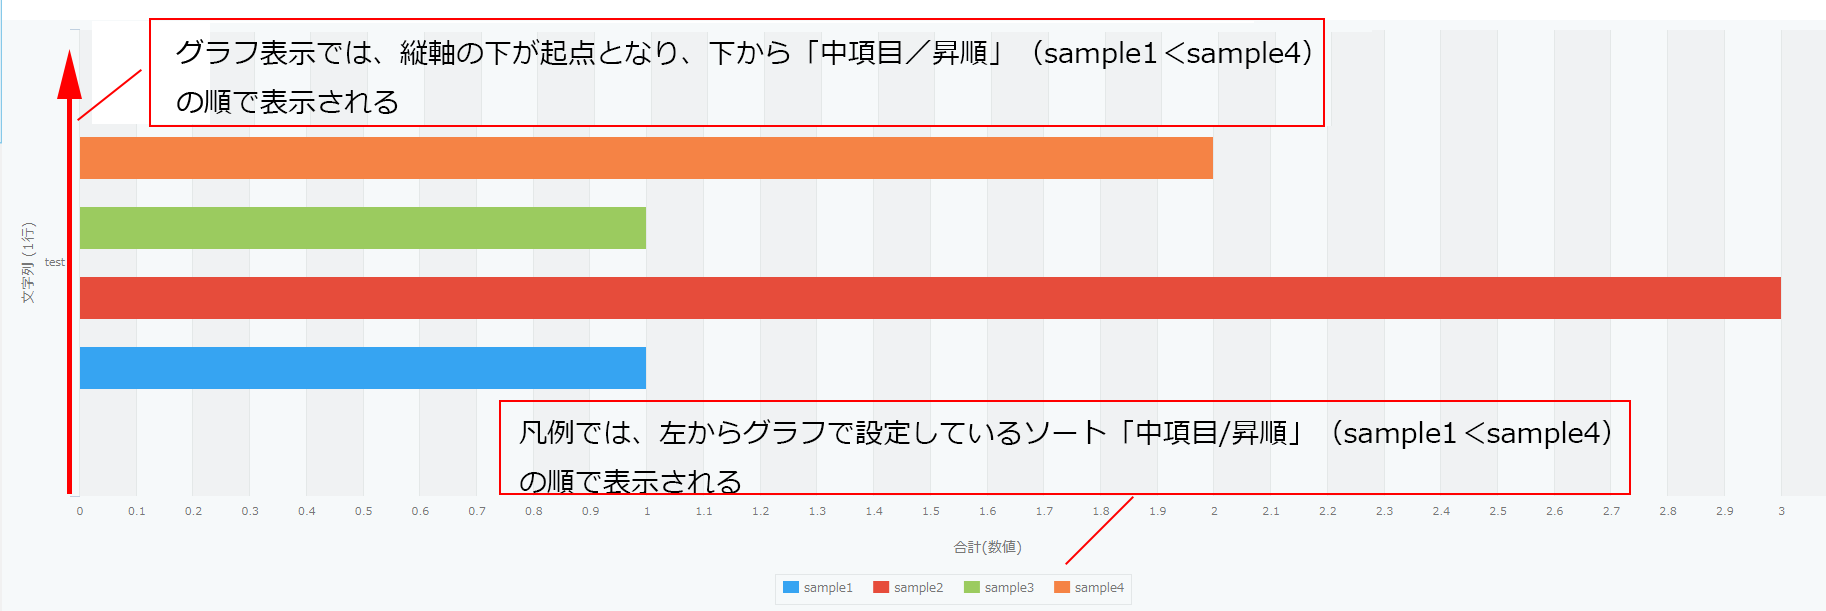 グラフ表示では、縦軸の下が起点となり、下から「中項目／昇順」（sample1＜sample4）
の順で表示される
文字列 (1行)
test
凡例では、左からグラフで設定しているソート「中項目/昇順」（sample1＜sample4）
の順で表示される
0 0.1 0.2 0.3 0.4 0.5 0.6 0.7 0.8 0.9 1 1.1 1.2 1.3 1.4 1.5 1.6 1.7 1.8 1.9 2 2.1 2.2 2.3 2.4 2.5 2.6 2.7 2.8 2.9 3
合計(数値)
sample1 sample2 sample3 sample4